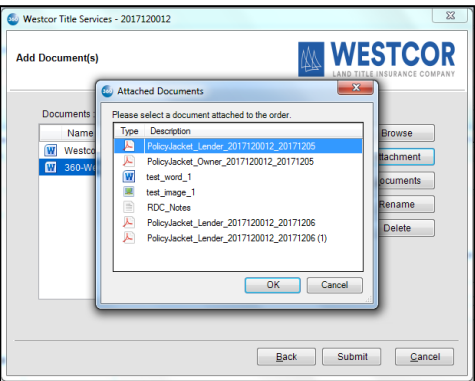 Westcor Title Services - 2017120012
Add Document(s)
WESTCOR
LAND TITLE INSURANCE COMPANY
Attached Documents
Documents
Please select a document attached to the order.
Name
Type Description
Browse
PolicyJacket_Lender_2017120012_20171205
Westco
PolicyJacket_Owner_2017120012_20171205
ttachment
360-We
test_word_1
ocuments
test_image_1
RDC_Notes
Rename
PolicyJacket_Lender_2017120012_20171206
Delete
PolicyJacket_Lender_2017120012_20171206 (1)
OK Cancel
Back Submit Cancel